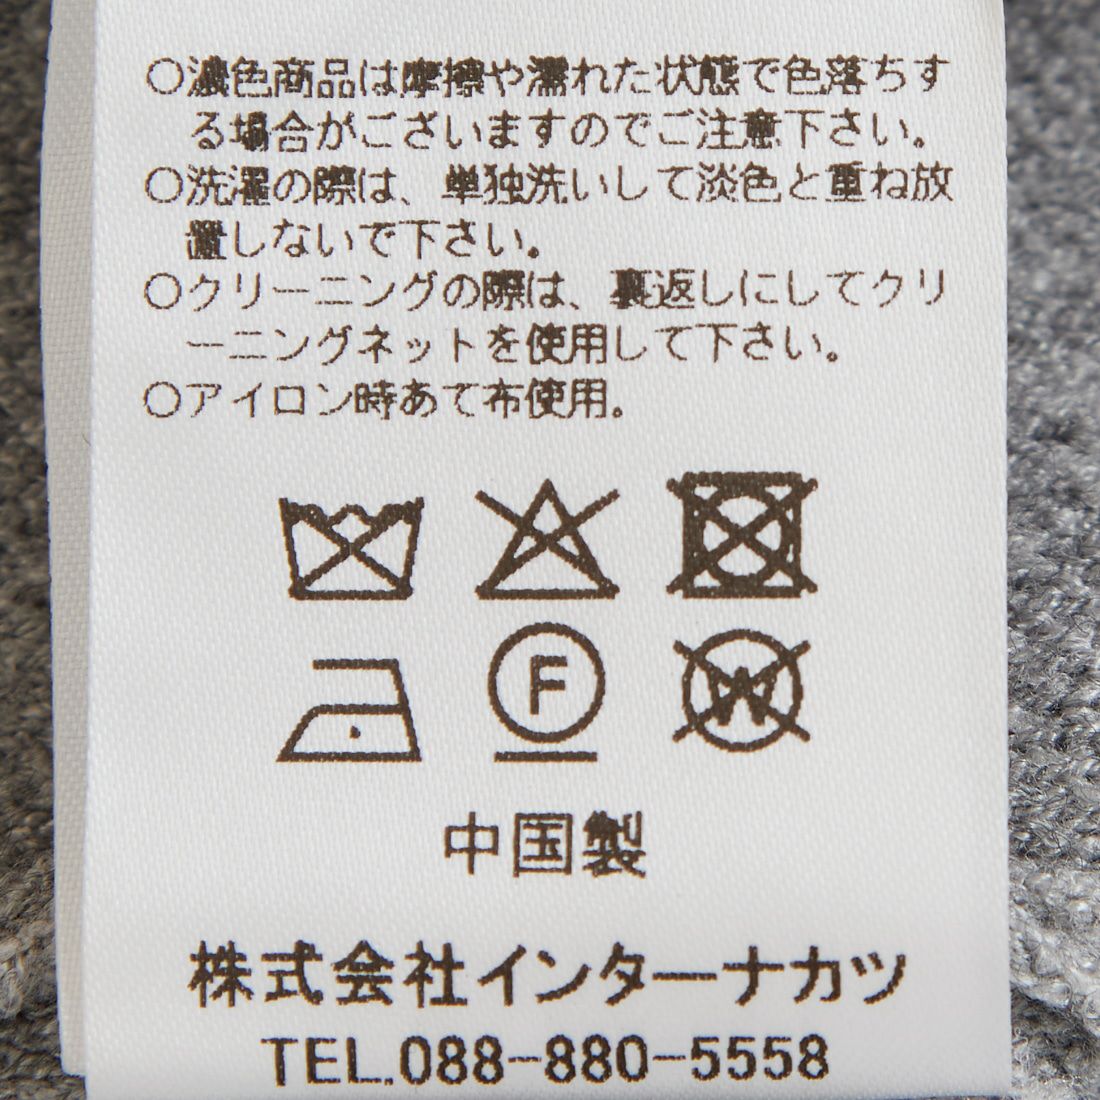 ○濃色商品は摩擦や濡れた状態で色落ちす
る場合がございますのでご注意下さい。
○洗濯の際は、単独洗いして淡色と重ね放
置しないで下さい。
○クリーニングの際は、裏返しにしてクリ
ーニングネットを使用して下さい。
○アイロン時あて布使用。
F
W
中国製
株式会社インターナカツ
TEL.088-880-5558